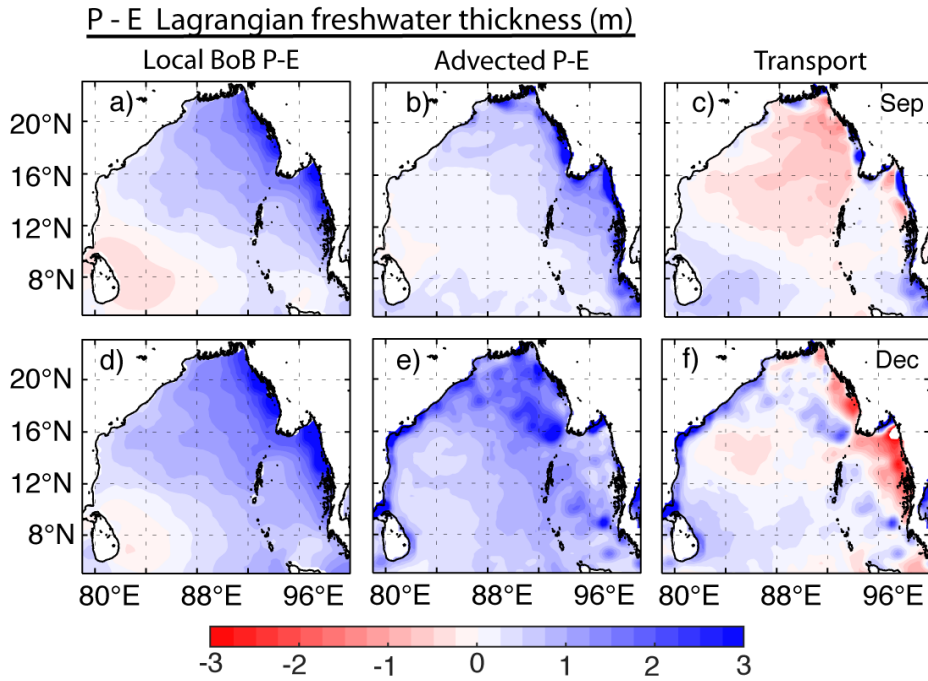 P - E Lagrangian freshwater thickness (m)
Local BoB P-E Advected P-E Transport
a) b) c) Sep
20°N
16°N
12°N
8°N
d) e) f) Dec
20°N
16°N
12°N
8°N
80°E 88°E 96°E 80°E 88°E 96°E 80°E 88°E 96°E
-3 -2 -1 0 1 2 3